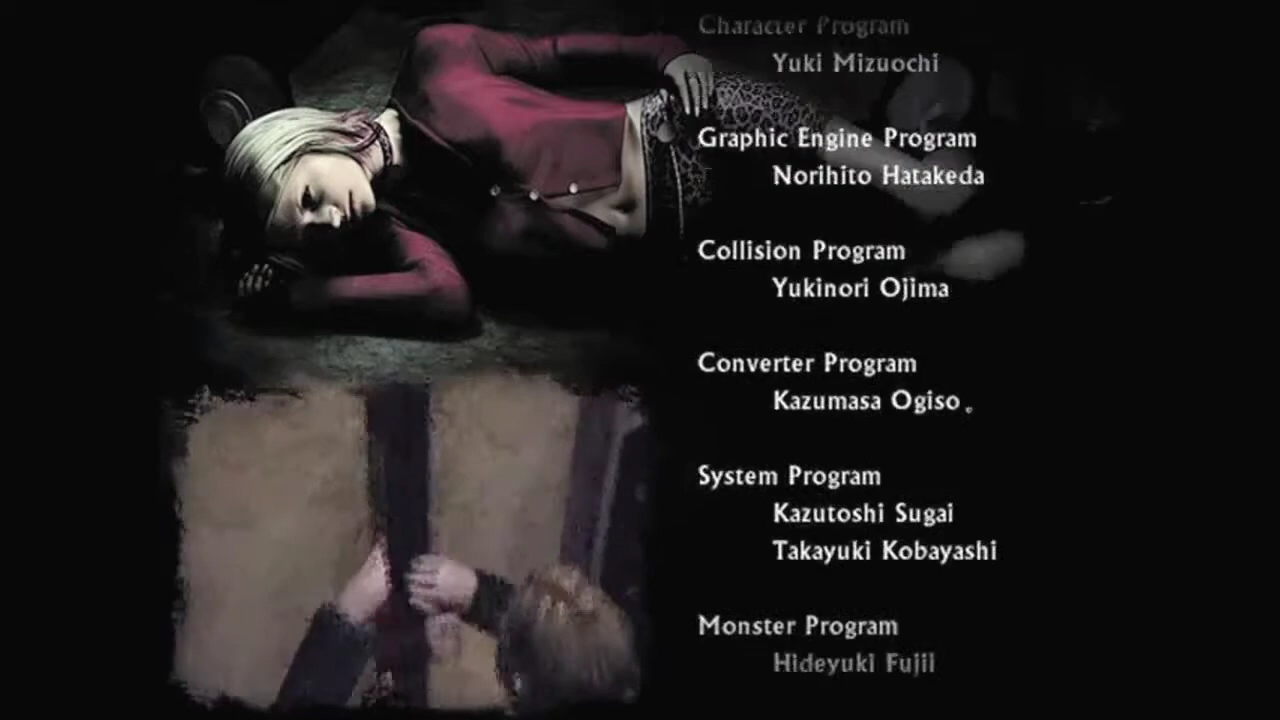 Character Program
Yuki Mizuochi
Graphic Engine Program
Norihito Hatakeda
Collision Program
Yukinori Ojima
Converter Program
Kazumasa Ogiso
System Program
Kazutoshi Sugai
Takayuki Kobayashi
Monster Program
Hideyuki Fujii